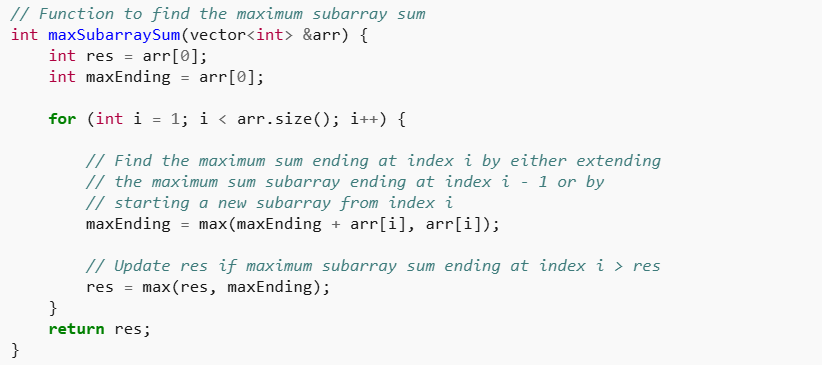 // Function to find the maximum subarray sum
int maxSubarraySum(vector<int> &arr) {
    int res = arr[0];
    int maxEnding = arr[0];

    for (int i = 1; i < arr.size(); i++) {

        // Find the maximum sum ending at index i by either extending
        // the maximum sum subarray ending at index i - 1 or by
        // starting a new subarray from index i
        maxEnding = max(maxEnding + arr[i], arr[i]);

        // Update res if maximum subarray sum ending at index i > res
        res = max(res, maxEnding);
    }
    return res;
}